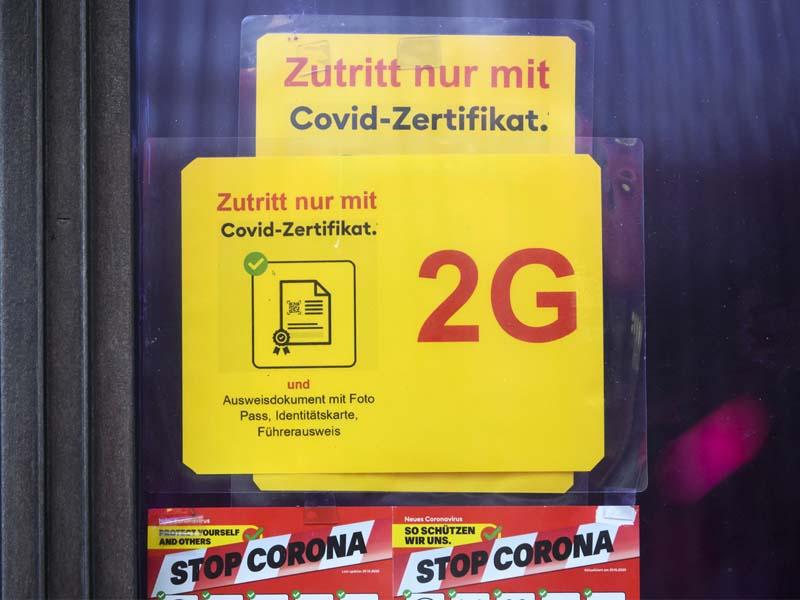 Zutritt nur mit
Covid-Zertifikat.
Zutritt nur mit
Covid-Zertifikat.
2G
und
Ausweisdokument mit Foto
Pass, Identitätskarte,
Führerausweis
PROTECT YOURSELF
AND OTHERS
STOP CORONA
Neues Coronavirus
SO SCHÜTZEN
WIR UNS.
STOP CORONA